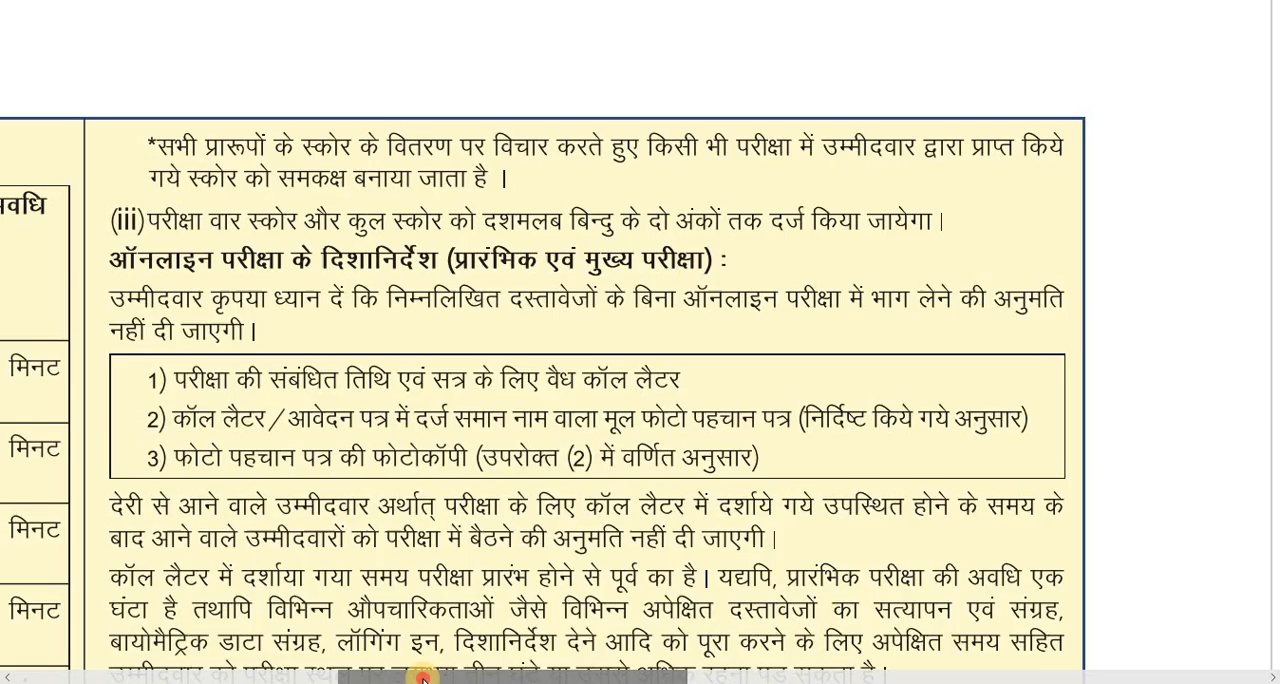 *सभी प्रारूपों के स्कोर के वितरण पर विचार करते हुए किसी भी परीक्षा में उम्मीदवार द्वारा प्राप्त किये
गये स्कोर को समकक्ष बनाया जाता है ।
(iii) परीक्षा वार स्कोर और कुल स्कोर को दशमलब बिन्दु के दो अंकों तक दर्ज किया जायेगा।
ऑनलाइन परीक्षा के दिशानिर्देश (प्रारंभिक एवं मुख्य परीक्षा) :
उम्मीदवार कृपया ध्यान दें कि निम्नलिखित दस्तावेजों के बिना ऑनलाइन परीक्षा में भाग लेने की अनुमति
नहीं दी जाएगी।
1) परीक्षा की संबंधित तिथि एवं सत्र के लिए वैध कॉल लैटर
2) कॉल लैटर/आवेदन पत्र में दर्ज समान नाम वाला मूल फोटो पहचान पत्र (निर्दिष्ट किये गये अनुसार)
3) फोटो पहचान पत्र की फोटोकॉपी (उपरोक्त (2) में वर्णित अनुसार)
देरी से आने वाले उम्मीदवार अर्थात् परीक्षा के लिए कॉल लैटर में दर्शाये गये उपस्थित होने के समय के
बाद आने वाले उम्मीदवारों को परीक्षा में बैठने की अनुमति नहीं दी जाएगी।
कॉल लैटर में दर्शाया गया समय परीक्षा प्रारंभ होने से पूर्व का है। यद्यपि, प्रारंभिक परीक्षा की अवधि एक
घंटा है तथापि विभिन्न औपचारिकताओं जैसे विभिन्न अपेक्षित दस्तावेजों का सत्यापन एवं संग्रह,
बायोमैट्रिक डाटा संग्रह, लॉगिंग इन, दिशानिर्देश देने आदि को पूरा करने के लिए अपेक्षित समय सहित
मिनट
मिनट
मिनट
मिनट